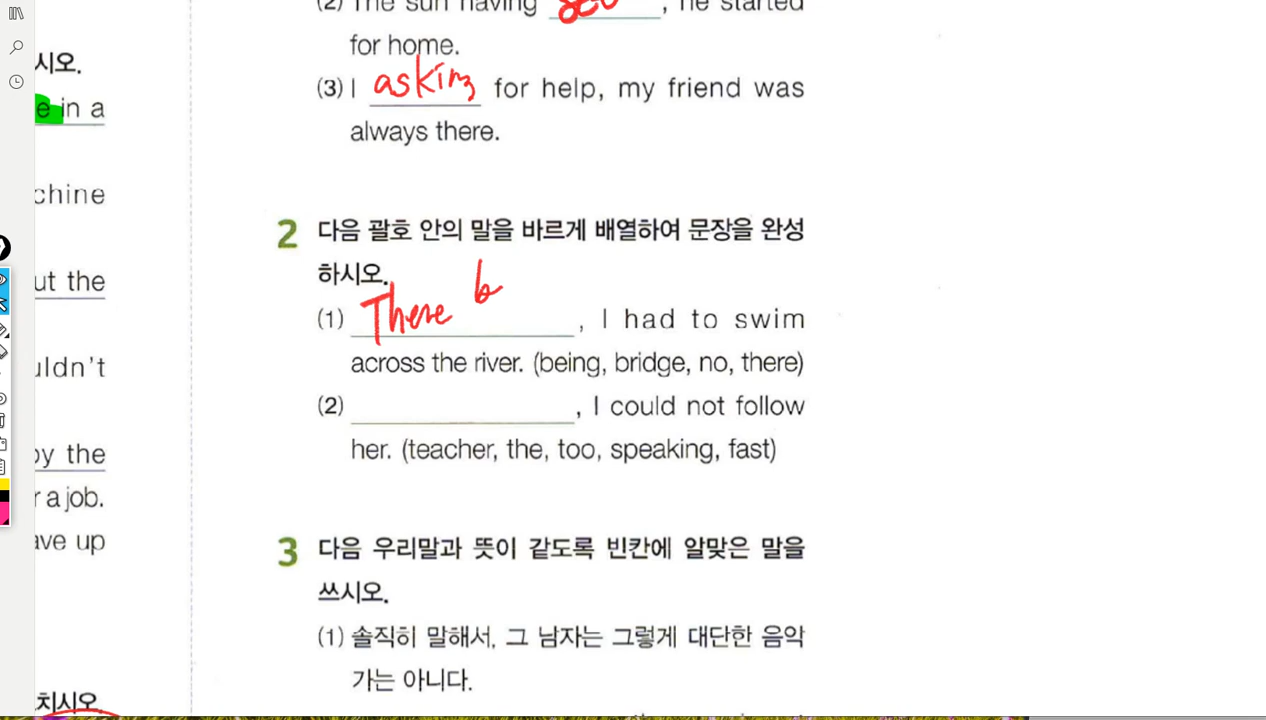 시오.
e in a
chine
ut the
uldn't
by the
r a job.
ave up
치시오.
(2) The sun having set, he started
for home.
(3) I asking for help, my friend was
always there.
2 다음 괄호 안의 말을 바르게 배열하여 문장을 완성
하시오.
(1) There b, I had to swim
across the river. (being, bridge, no, there)
(2) , I could not follow
her. (teacher, the, too, speaking, fast)
3 다음 우리말과 뜻이 같도록 빈칸에 알맞은 말을
쓰시오.
(1) 솔직히 말해서, 그 남자는 그렇게 대단한 음악
가는 아니다.